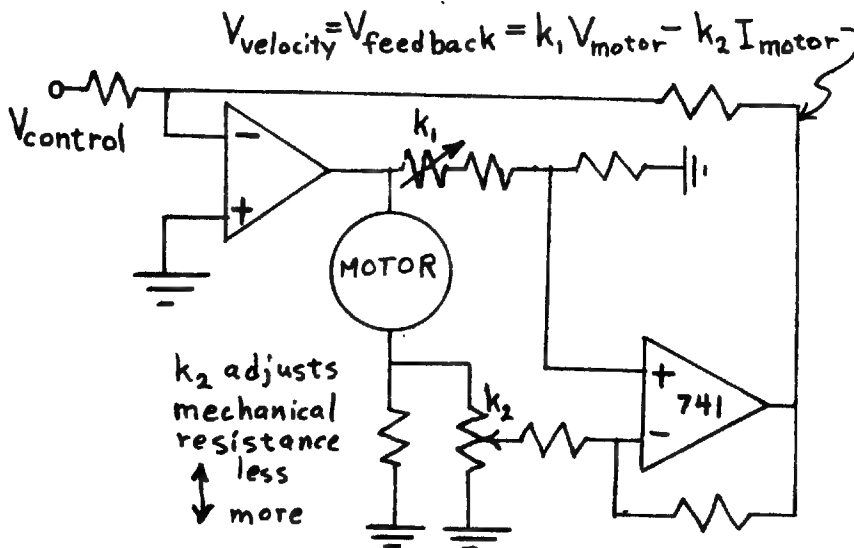 Vvelocity = Vfeedback = k₁ Vmotor - k₂ Imotor
Vcontrol
-
+
k₁
MOTOR
k₂ adjusts
mechanical
resistance
less
more
k₂
+
741
-